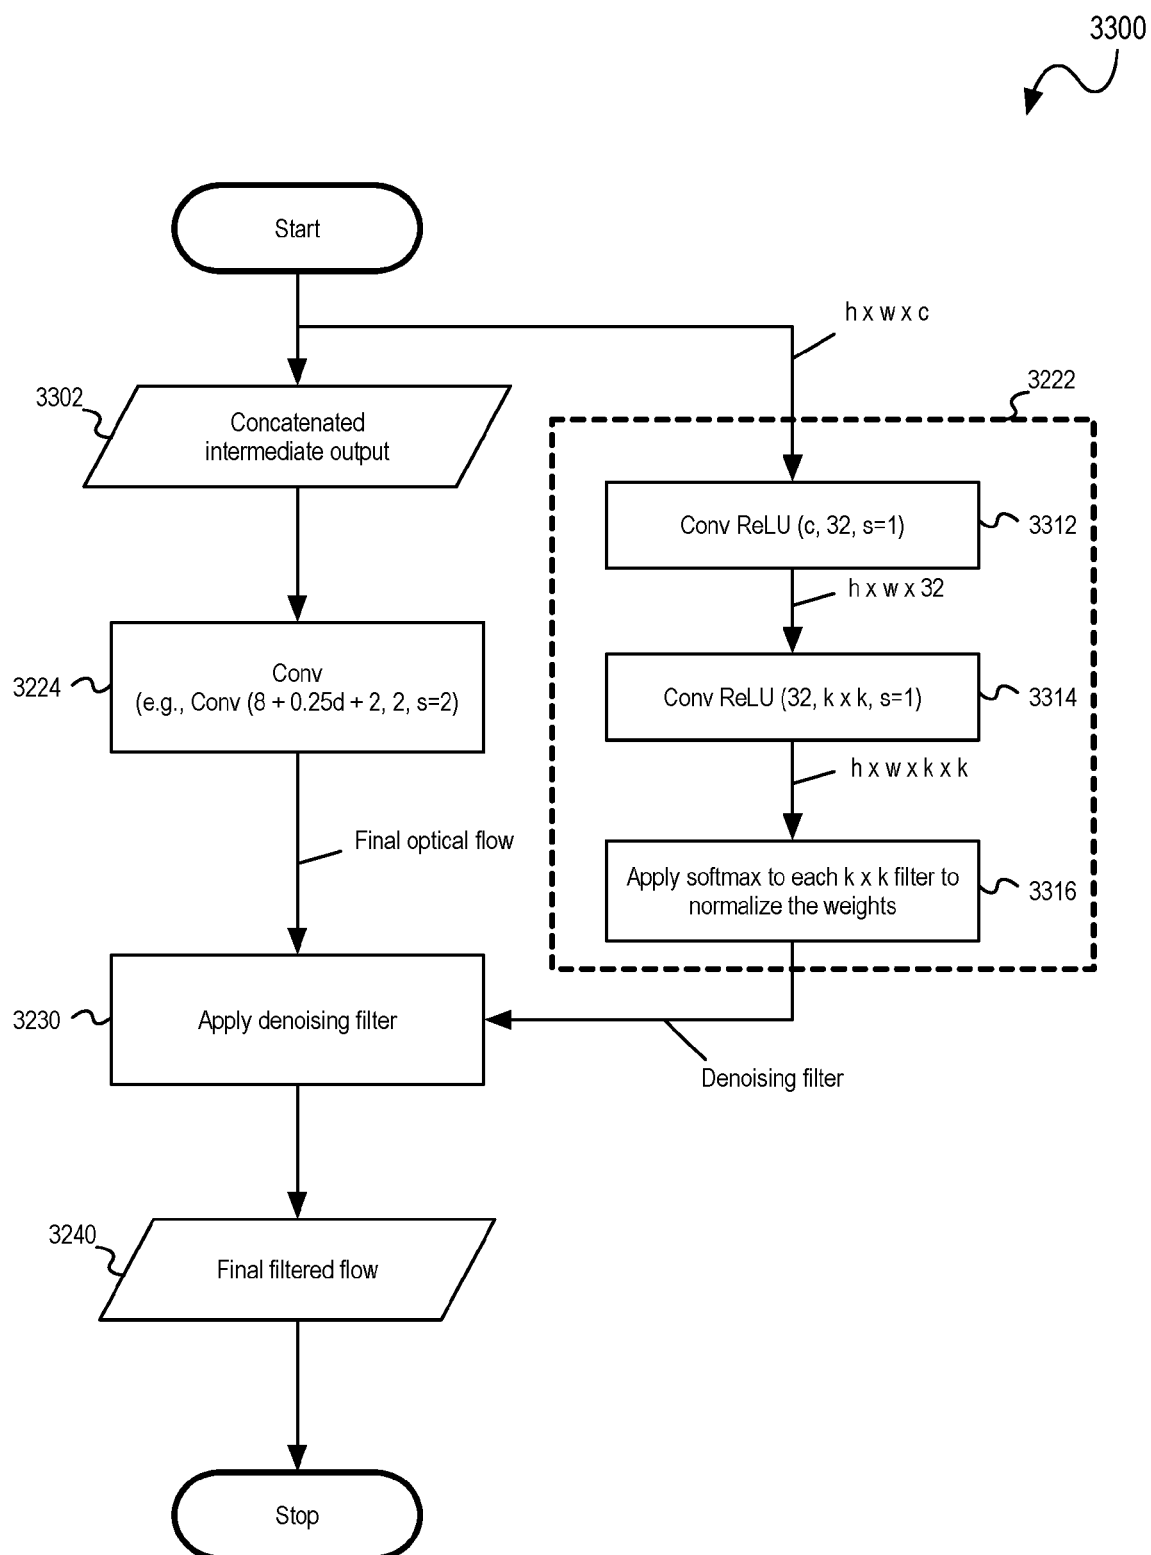 3300
Start
h x w x c
3302
Concatenated
intermediate output
3222
Conv ReLU (c, 32, s=1)
3312
h x w x 32
3224
Conv
(e.g., Conv (8 + 0.25d + 2, 2, s=2)
Conv ReLU (32, k x k, s=1)
3314
h x w x k x k
Final optical flow
Apply softmax to each k x k filter to
normalize the weights
3316
3230
Apply denoising filter
Denoising filter
3240
Final filtered flow
Stop